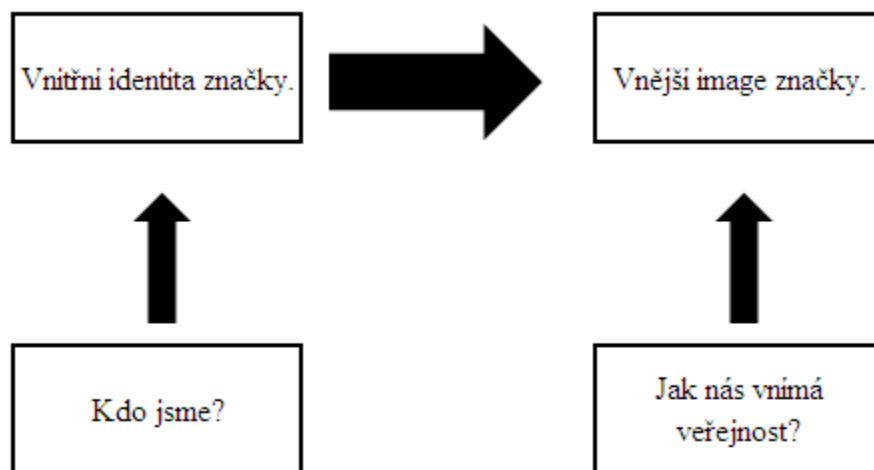 Vnitřní identita značky.
Vnější image značky.
Kdo jsme?
Jak nás vnímá
veřejnost?